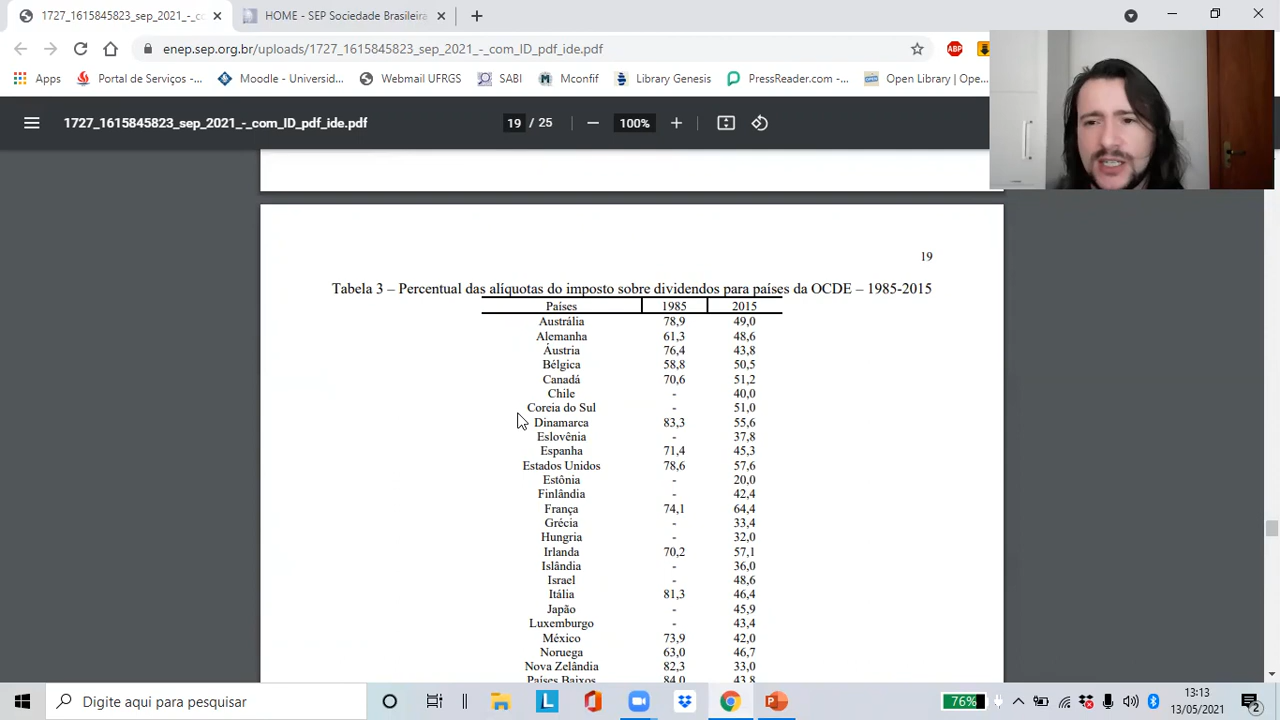 1727_1615845823_sep_2021_-_co
HOME - SEP Sociedade Brasileira
enep.sep.org.br/uploads/1727_1615845823_sep_2021_-_com_ID_pdf_ide.pdf
ABP
Apps Portal de Serviços -... Moodle - Universid... Webmail UFRGS SABI Mconfif Library Genesis PressReader.com -... Open Library | Ope...
1727_1615845823_sep_2021_-_com_ID_pdf_ide.pdf
19 / 25
100%
19
Tabela 3 – Percentual das alíquotas do imposto sobre dividendos para países da OCDE – 1985-2015
Países 1985 2015
Austrália 78,9 49,0
Alemanha 61,3 48,6
Áustria 76,4 43,8
Bélgica 58,8 50,5
Canadá 70,6 51,2
Chile - 40,0
Coreia do Sul - 51,0
Dinamarca 83,3 55,6
Eslovênia - 37,8
Espanha 71,4 45,3
Estados Unidos 78,6 57,6
Estônia - 20,0
Finlândia - 42,4
França 74,1 64,4
Grécia - 33,4
Hungria - 32,0
Irlanda 70,2 57,1
Islândia - 36,0
Israel - 48,6
Itália 81,3 46,4
Japão - 45,9
Luxemburgo - 43,4
México 73,9 42,0
Noruega 63,0 46,7
Nova Zelândia 82,3 33,0
Países Baixos 84,0 43,8
Digite aqui para pesquisar
L
76%
13:13
13/05/2021
2